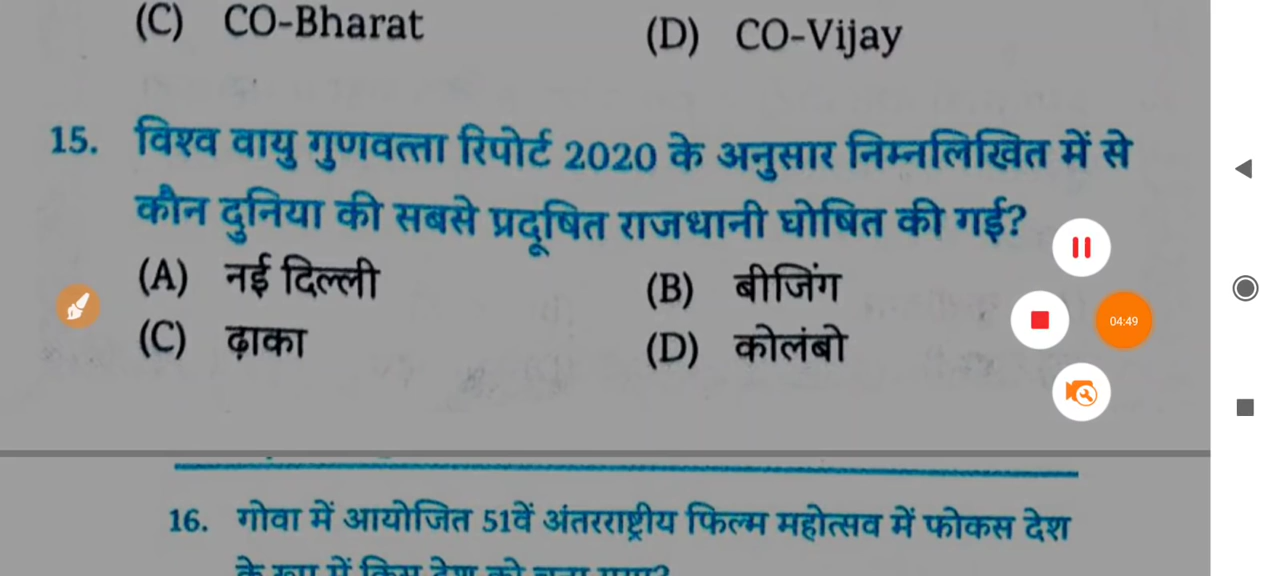 (C) CO-Bharat (D) CO-Vijay
15. विश्व वायु गुणवत्ता रिपोर्ट 2020 के अनुसार निम्नलिखित में से
कौन दुनिया की सबसे प्रदूषित राजधानी घोषित की गई?
(A) नई दिल्ली (B) बीजिंग
(C) ढ़ाका (D) कोलंबो
04:49
16. गोवा में आयोजित 51वें अंतरराष्ट्रीय फिल्म महोत्सव में फोकस देश
के रूप में किस देश को चुना गया?